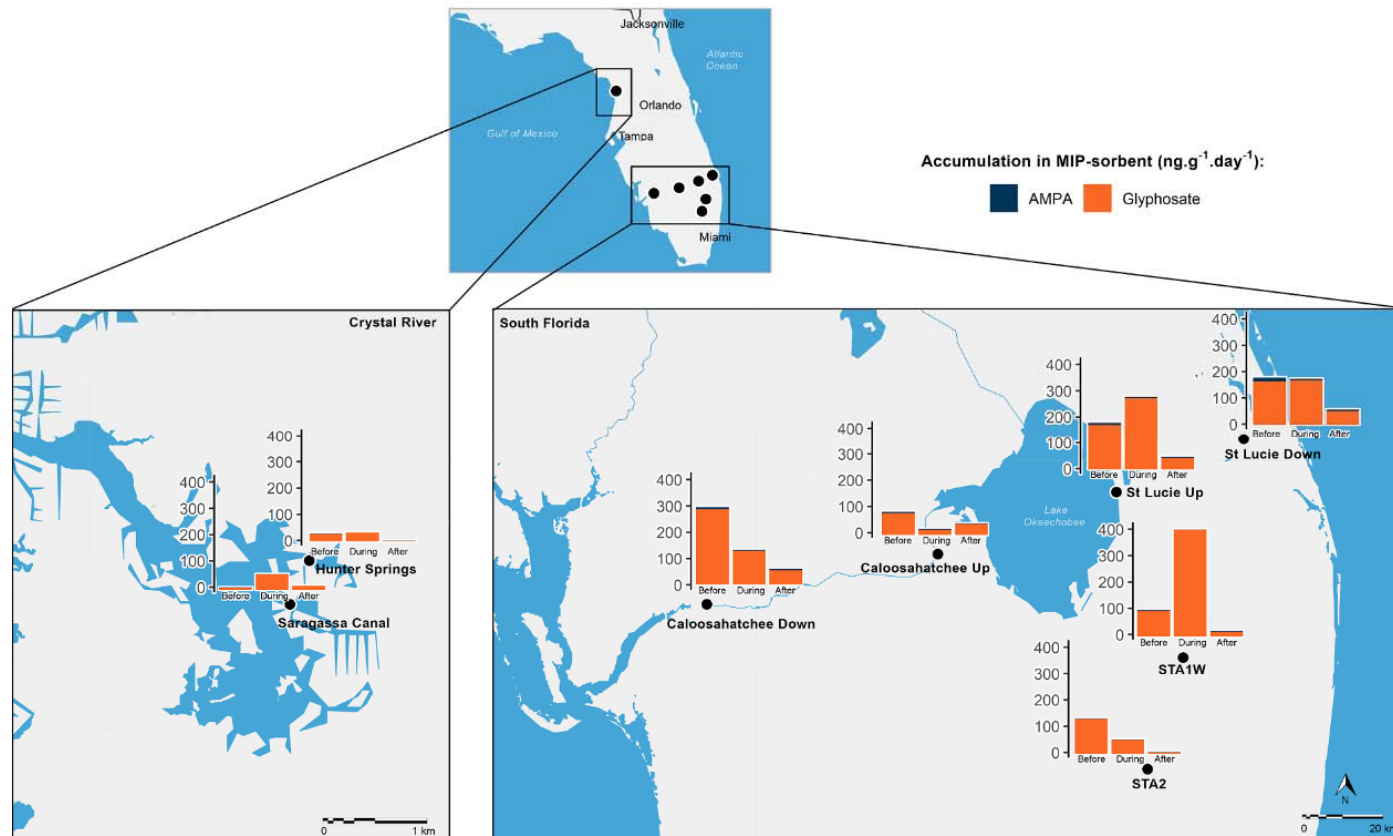 Jacksonville
Atlantic
Ocean
Orlando
Gulf of Mexico
Tampa
Miami
Accumulation in MIP-sorbent (ng.g⁻¹.day⁻¹):
AMPA
Glyphosate
Crystal River
400
300
200
100
0
Before
During
After
Hunter Springs
400
300
200
100
0
Before
During
After
Saragassa Canal
0
1 km
South Florida
400
300
200
100
0
Before
During
After
Caloosahatchee Down
400
300
200
100
0
Before
During
After
Caloosahatchee Up
400
300
200
100
0
Before
During
After
St Lucie Up
400
300
200
100
0
Before
During
After
St Lucie Down
Lake
Okeechobee
400
300
200
100
0
Before
During
After
STA1W
400
300
200
100
0
Before
During
After
STA2
N
0
20 km